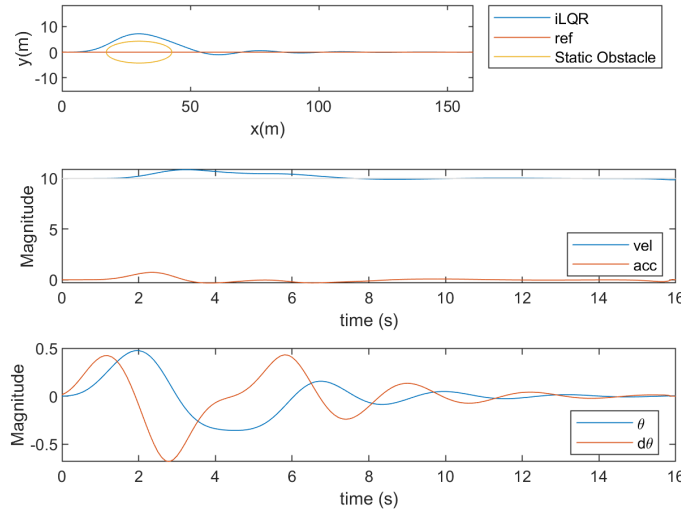 10
0
-10
y(m)
0
50
100
150
x(m)
iLQR
ref
Static Obstacle
10
5
0
Magnitude
0
2
4
6
8
10
12
14
16
time (s)
vel
acc
0.5
0
-0.5
Magnitude
0
2
4
6
8
10
12
14
16
time (s)
θ
dθ